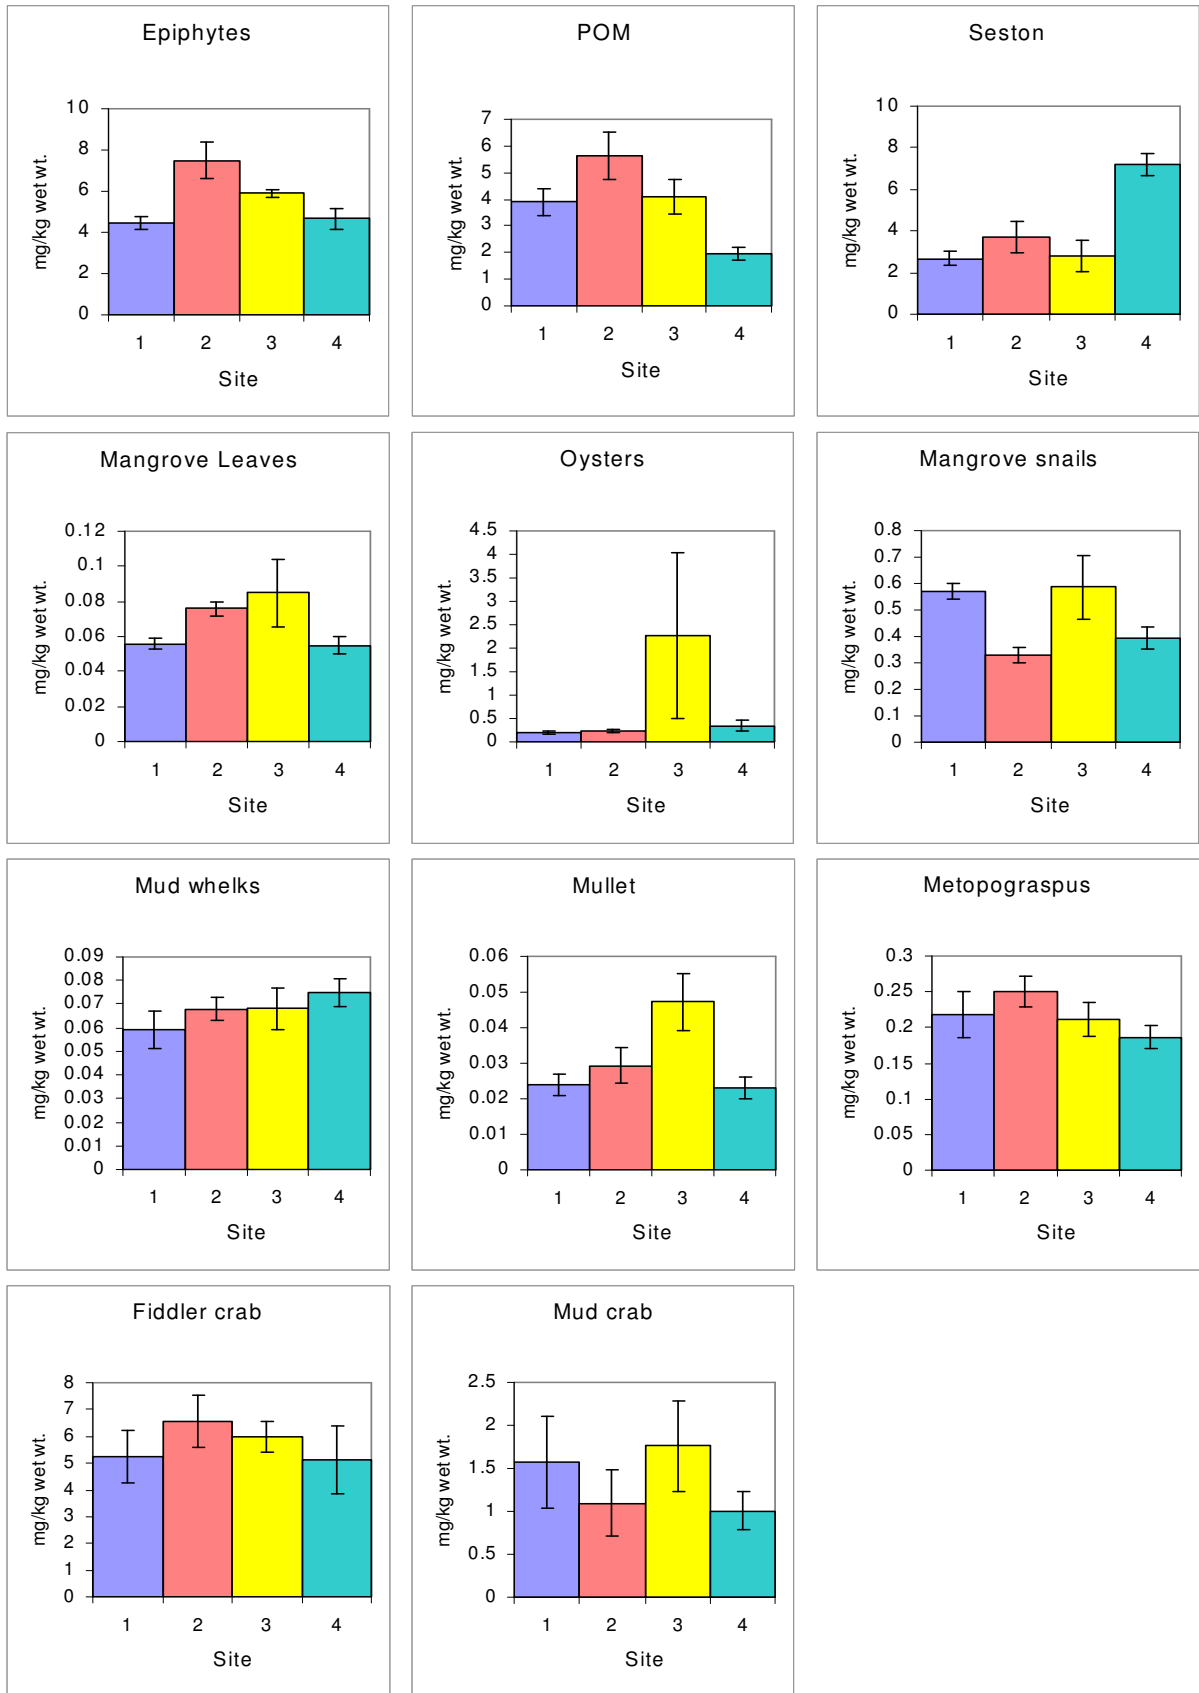 Epiphytes
mg/kg wet wt.
10
8
6
4
2
0
1 2 3 4
Site
POM
mg/kg wet wt.
7
6
5
4
3
2
1
0
1 2 3 4
Site
Seston
mg/kg wet wt.
10
8
6
4
2
0
1 2 3 4
Site
Mangrove Leaves
mg/kg wet wt.
0.12
0.1
0.08
0.06
0.04
0.02
0
1 2 3 4
Site
Oysters
mg/kg wet wt.
4.5
4
3.5
3
2.5
2
1.5
1
0.5
0
1 2 3 4
Site
Mangrove snails
mg/kg wet wt.
0.8
0.7
0.6
0.5
0.4
0.3
0.2
0.1
0
1 2 3 4
Site
Mud whelks
mg/kg wet wt.
0.09
0.08
0.07
0.06
0.05
0.04
0.03
0.02
0.01
0
1 2 3 4
Site
Mullet
mg/kg wet wt.
0.06
0.05
0.04
0.03
0.02
0.01
0
1 2 3 4
Site
Metopograspus
mg/kg wet wt.
0.3
0.25
0.2
0.15
0.1
0.05
0
1 2 3 4
Site
Fiddler crab
mg/kg wet wt.
8
7
6
5
4
3
2
1
0
1 2 3 4
Site
Mud crab
mg/kg wet wt.
2.5
2
1.5
1
0.5
0
1 2 3 4
Site